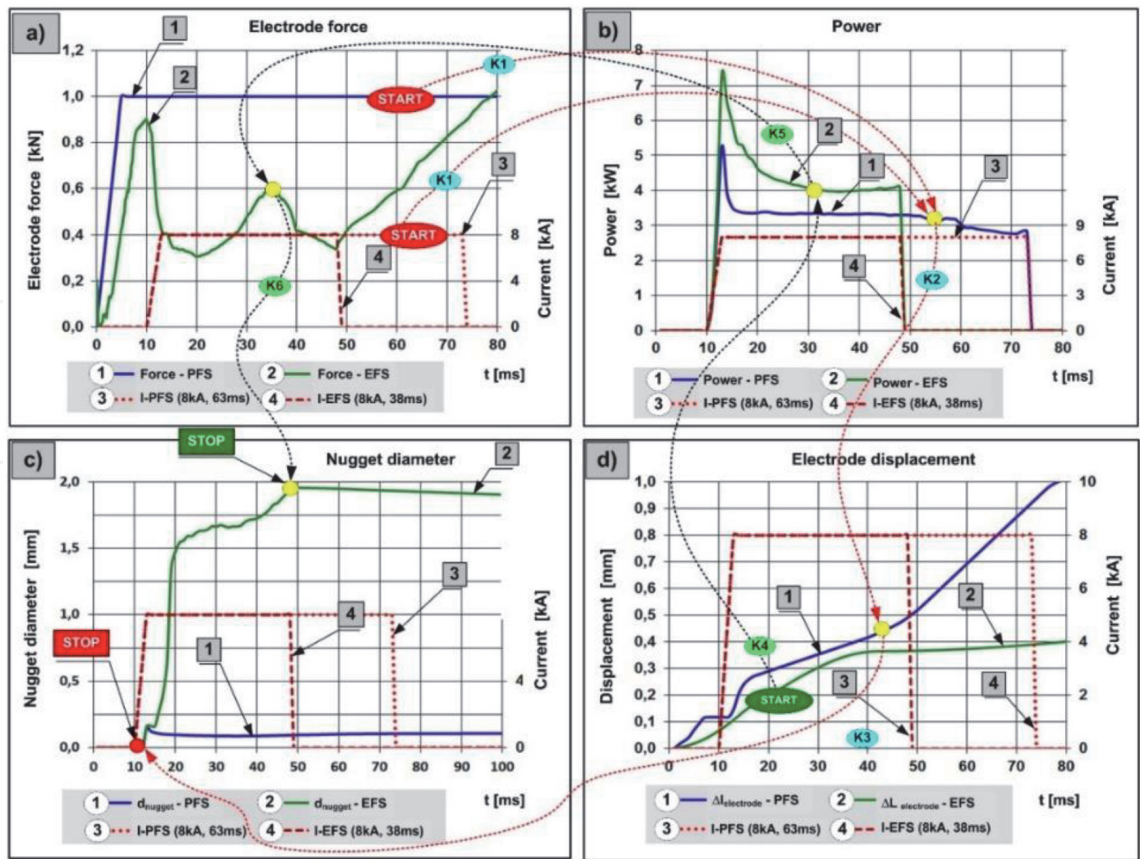 a)
Electrode force
1
2
K1
START
K1
START
3
4
K6
1,2
1,0
0,8
0,6
0,4
0,2
0,0
Electrode force [kN]
12
8
4
0
Current [kA]
0 10 20 30 40 50 60 70 80
t [ms]
1 Force - PFS 2 Force - EFS
3 I-PFS (8kA, 63ms) 4 I-EFS (8kA, 38ms)
b)
Power
K5
2
1
3
4
K2
8
7
6
5
4
3
2
1
0
Power [kW]
9
6
3
0
Current [kA]
0 10 20 30 40 50 60 70 80
t [ms]
1 Power - PFS 2 Power - EFS
3 I-PFS (8kA, 63ms) 4 I-EFS (8kA, 38ms)
c)
STOP
Nugget diameter
2
3
4
1
STOP
2,0
1,5
1,0
0,5
0,0
Nugget diameter [mm]
4
0
Current [kA]
0 10 20 30 40 50 60 70 80 90 100
t [ms]
1 dnugget - PFS 2 dnugget - EFS
3 I-PFS (8kA, 63ms) 4 I-EFS (8kA, 38ms)
d)
Electrode displacement
1
2
K4
START
3
4
K3
1,0
0,9
0,8
0,7
0,6
0,5
0,4
0,3
0,2
0,1
0,0
Displacement [mm]
10
8
6
4
2
0
Current [kA]
0 10 20 30 40 50 60 70 80
t [ms]
1 Δlelectrode - PFS 2 ΔL electrode - EFS
3 I-PFS (8kA, 63ms) 4 I-EFS (8kA, 38ms)